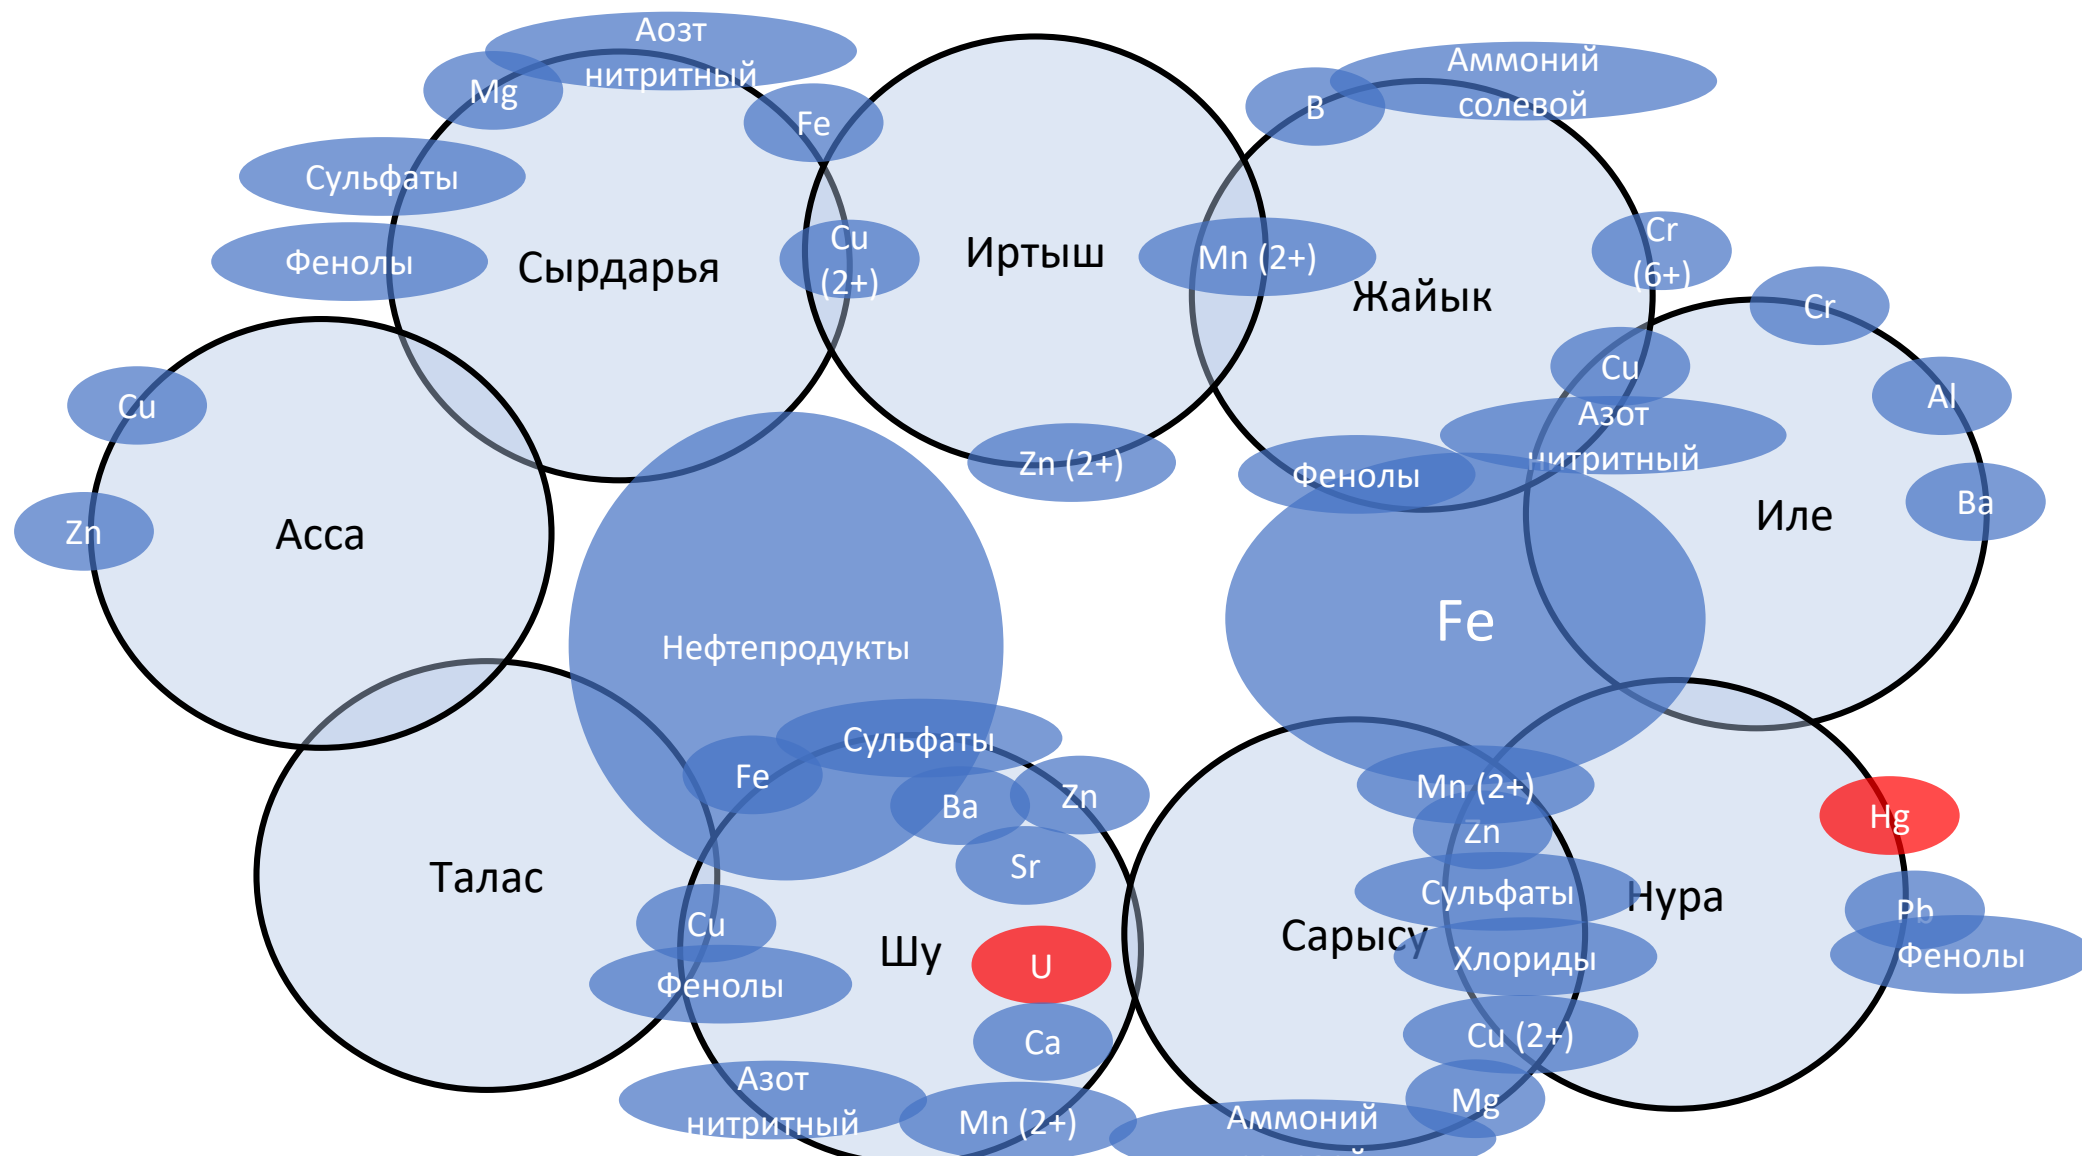 Аозт
нитритный
Mg
Fe
Сульфаты
Фенолы
Сырдарья
Cu
(2+)
Иртыш
Mn (2+)
Zn (2+)
B
Аммоний
солевой
Жайык
Cr
(6+)
Cu
Азот
нитритный
Фенолы
Cr
Al
Ba
Иле
Cu
Zn
Асса
Нефтепродукты
Fe
Талас
Fe
Сульфаты
Ba
Zn
Sr
Cu
Фенолы
Шу
U
Ca
Азот
нитритный
Mn (2+)
Сарысу
Mn (2+)
Zn
Сульфаты
Хлориды
Cu (2+)
Mg
Аммоний
Нура
Hg
Pb
Фенолы